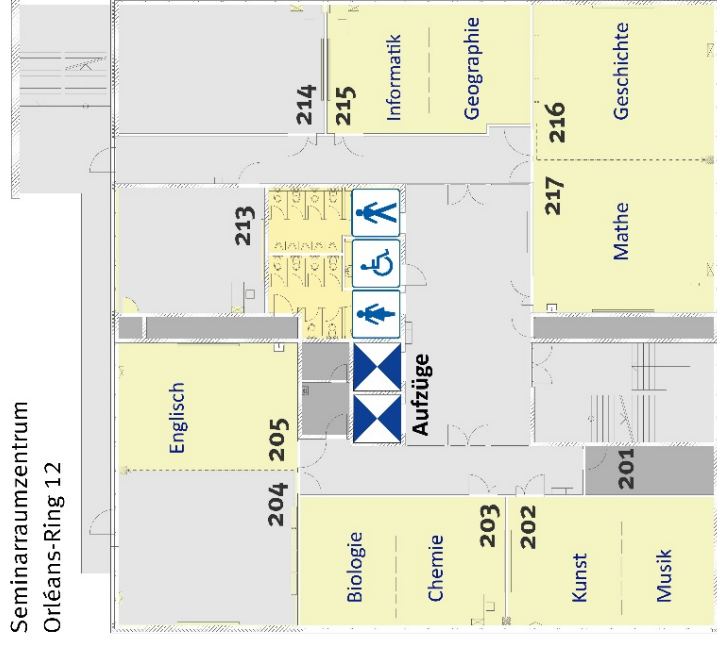 Seminarraumzentrum
Orléans-Ring 12
Englisch
204
205
213
214
215
Informatik
Geographie
Biologie
Chemie
203
Aufzüge
202
Kunst
Musik
201
217
Mathe
216
Geschichte